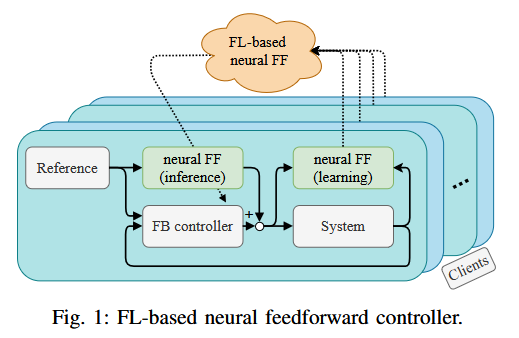 FL-based
neural FF
Reference
neural FF
(inference)
neural FF
(learning)
FB controller
+
System
Clients
Fig. 1: FL-based neural feedforward controller.